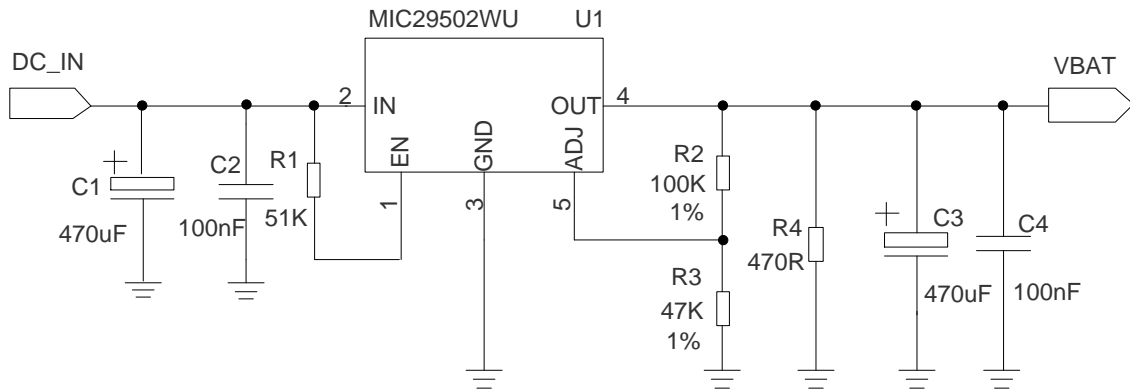 MIC29502WU U1
DC_IN
VBAT
2 IN
OUT 4
EN
GND
ADJ
1
3
5
+
C1
470uF
C2
100nF
R1
51K
R2
100K
1%
R3
47K
1%
R4
470R
+
C3
470uF
C4
100nF